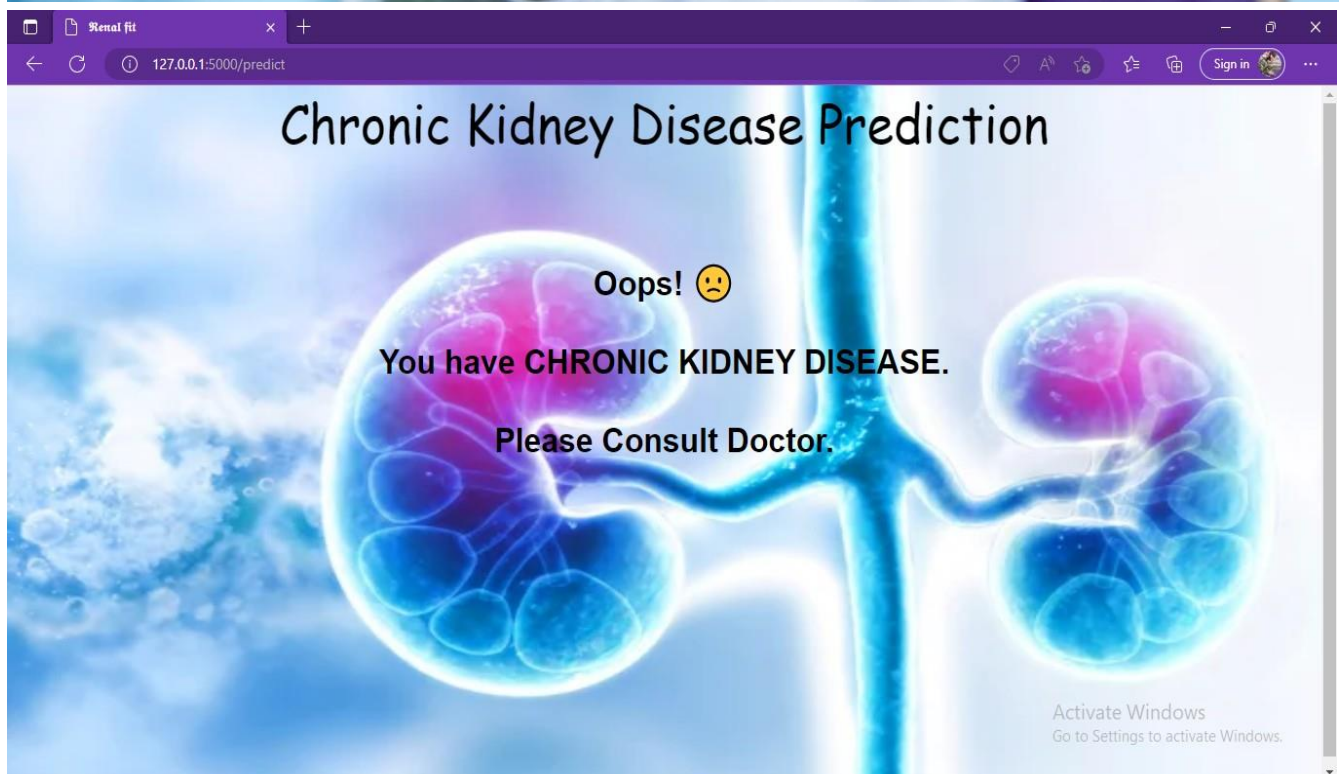 𝕽𝖊𝖓𝖆𝖑 𝖋𝖎𝖙
127.0.0.1:5000/predict
Sign in
Chronic Kidney Disease Prediction
Oops! 🙁
You have CHRONIC KIDNEY DISEASE.
Please Consult Doctor.
Activate Windows
Go to Settings to activate Windows.